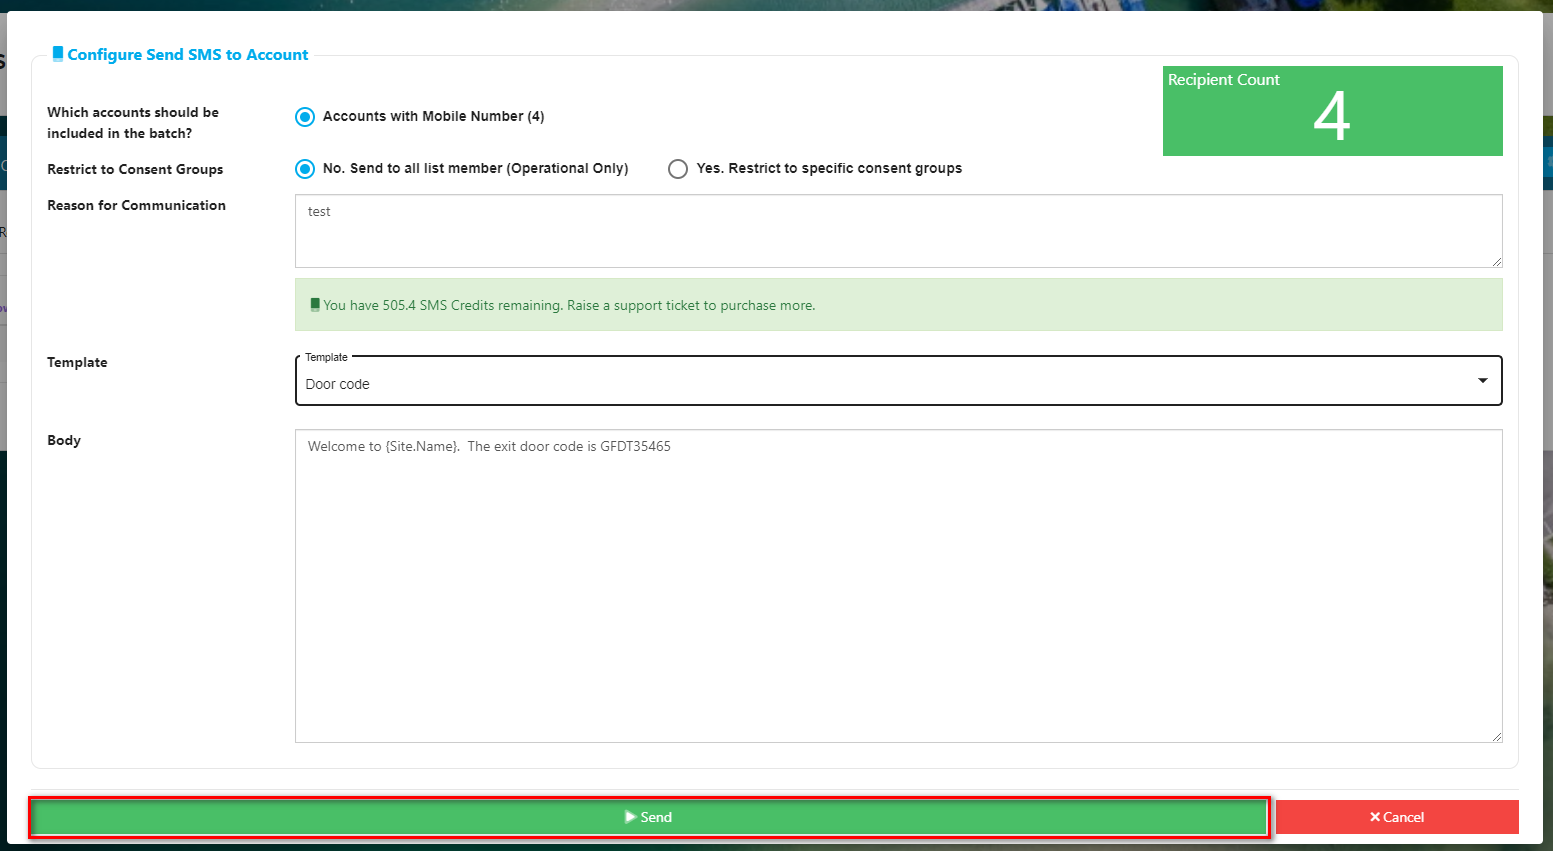 Configure Send SMS to Account
Recipient Count
4
Which accounts should be
included in the batch?
Accounts with Mobile Number (4)
Restrict to Consent Groups
No. Send to all list member (Operational Only)
Yes. Restrict to specific consent groups
Reason for Communication
test
You have 505.4 SMS Credits remaining. Raise a support ticket to purchase more.
Template
Template
Door code
Body
Welcome to {Site.Name}.  The exit door code is GFDT35465
Send
Cancel